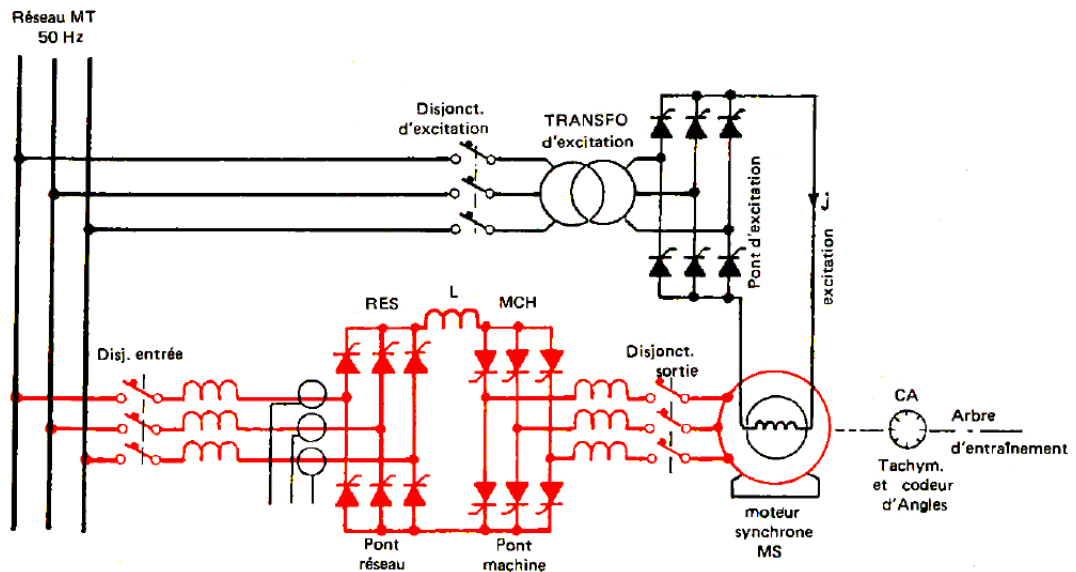 Réseau MT
50 Hz
Disjonct.
d'excitation
TRANSFO
d'excitation
Pont d'excitation
excitation
J
RES
L
MCH
Disj. entrée
Disjonct.
sortie
CA
Arbre
d'entraînement
Tachym.
et codeur
d'Angles
moteur
synchrone
MS
Pont
réseau
Pont
machine